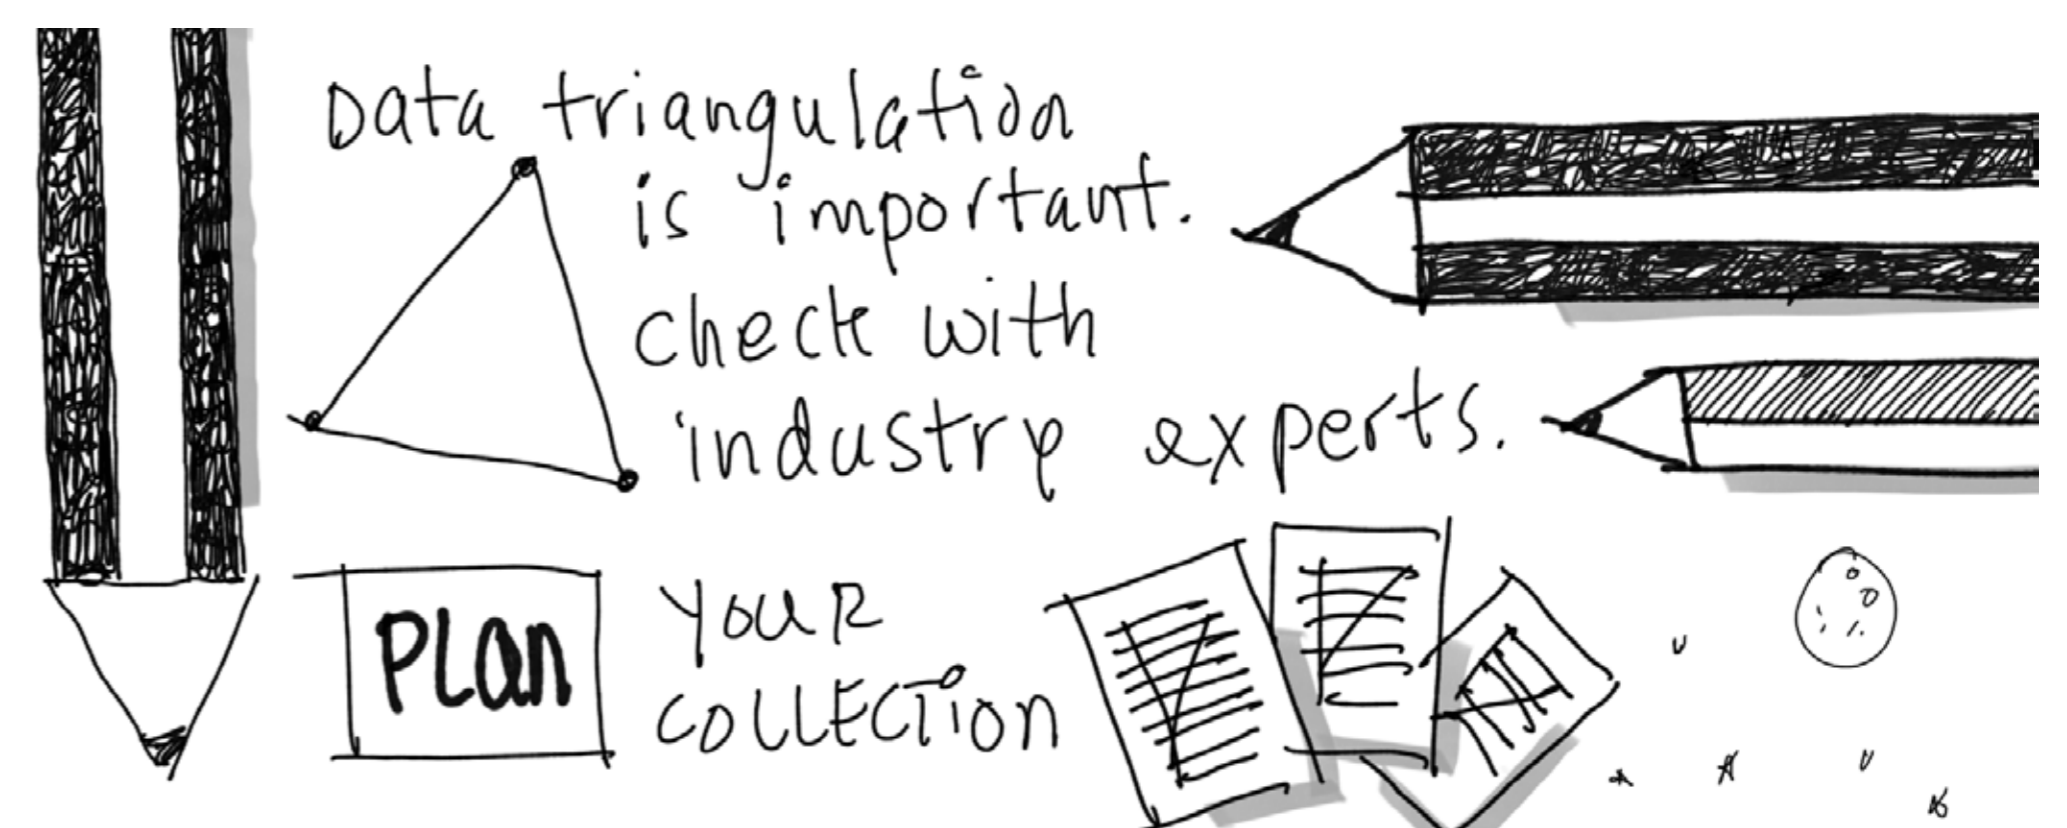 Data triangulation
is important.
check with
industry experts.
PLan YOUR
COLLECTION